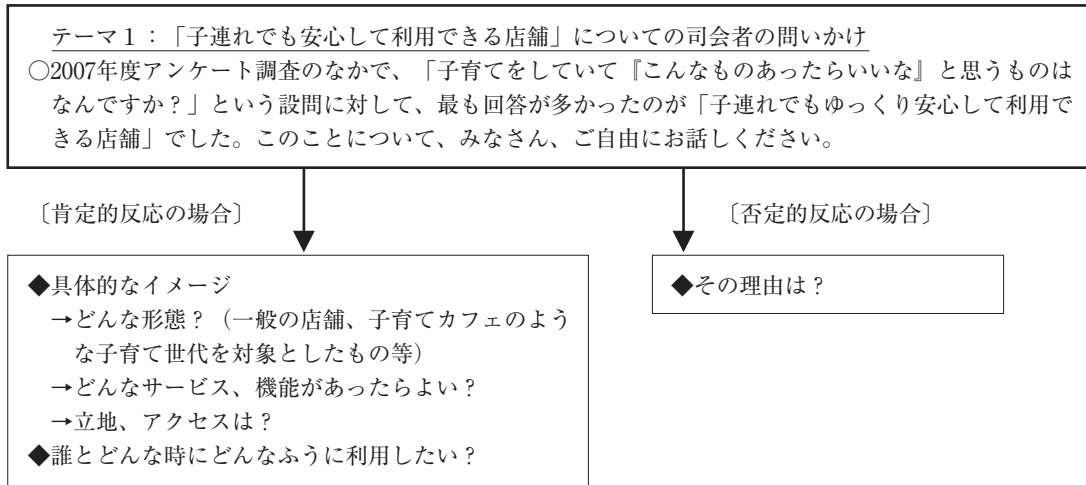 テーマ１：「子連れでも安心して利用できる店舗」についての司会者の問いかけ
○2007年度アンケート調査のなかで、「子育てをしていて『こんなものあったらいいな』と思うものは
なんですか？」という設問に対して、最も回答が多かったのが「子連れでもゆっくり安心して利用で
きる店舗」でした。このことについて、みなさん、ご自由にお話しください。
〔肯定的反応の場合〕
〔否定的反応の場合〕
◆具体的なイメージ
→どんな形態？（一般の店舗、子育てカフェのよう
な子育て世代を対象としたもの等）
→どんなサービス、機能があったらよい？
→立地、アクセスは？
◆誰とどんな時にどんなふうに利用したい？
◆その理由は？